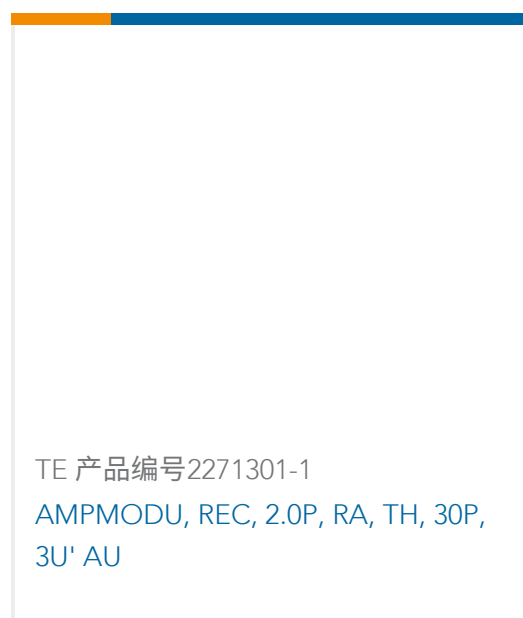 TE 产品编号2271301-1
AMPMODU, REC, 2.0P, RA, TH, 30P,
3U' AU